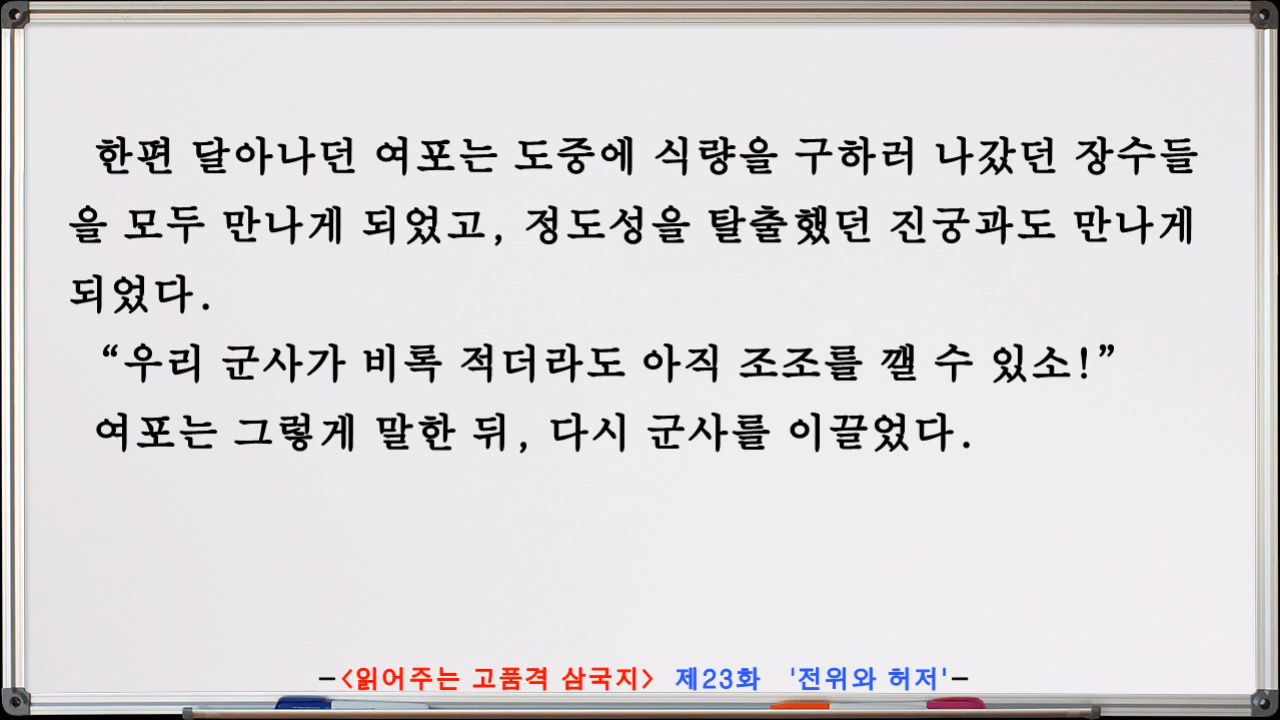 한편 달아나던 여포는 도중에 식량을 구하러 나갔던 장수들
을 모두 만나게 되었고, 정도성을 탈출했던 진궁과도 만나게
되었다.
“우리 군사가 비록 적더라도 아직 조조를 깰 수 있소!”
여포는 그렇게 말한 뒤, 다시 군사를 이끌었다.
-<읽어주는 고품격 삼국지> 제23화 '전위와 허저'-